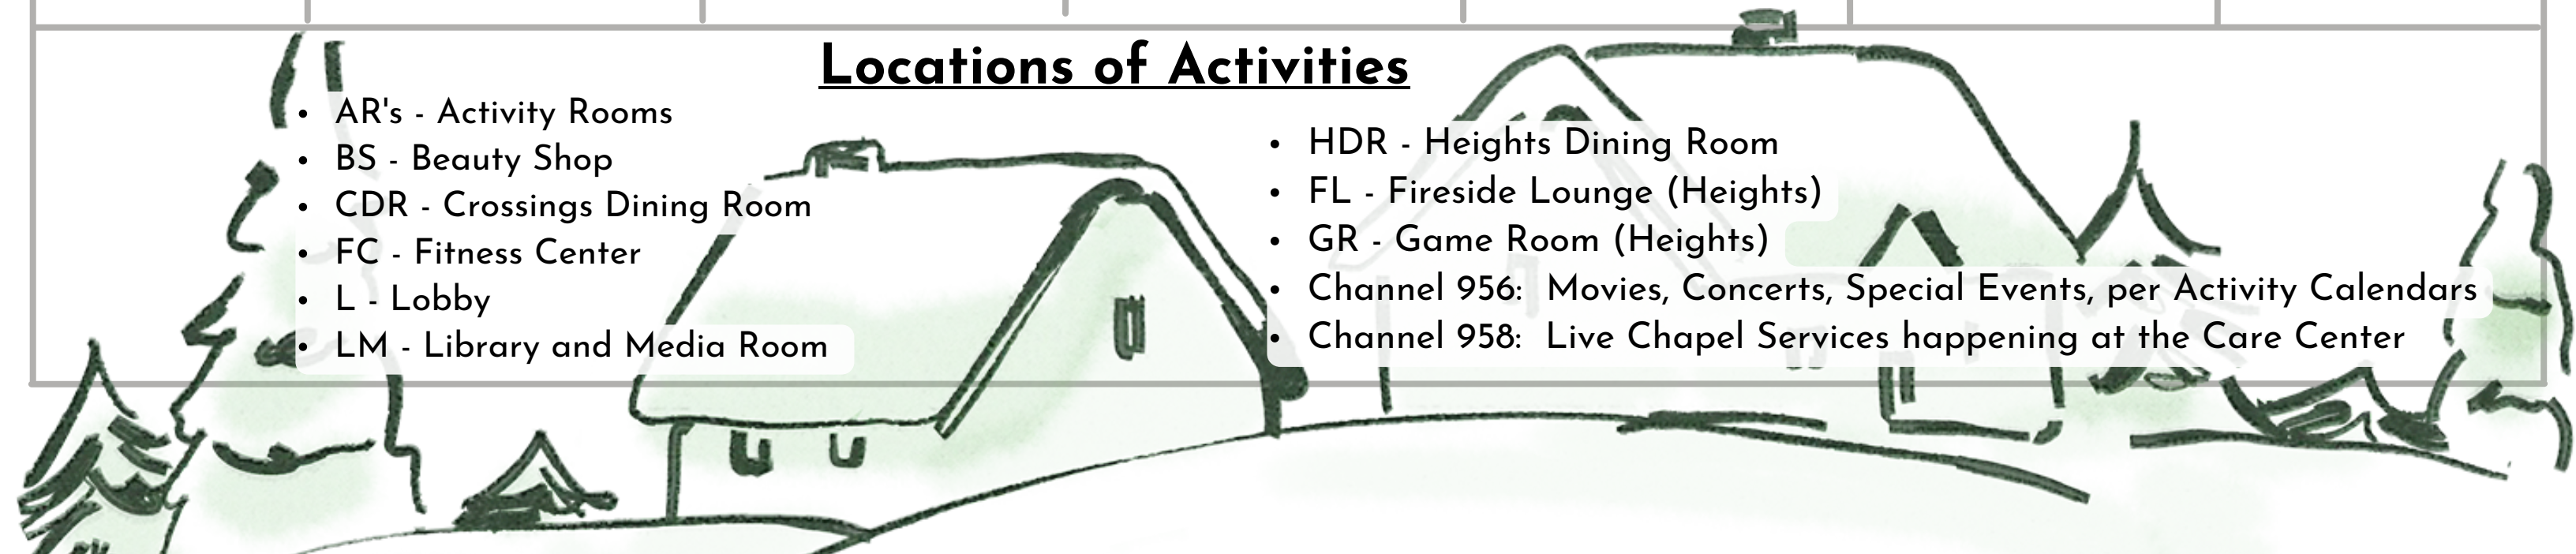 Locations of Activities
• AR's - Activity Rooms
• BS - Beauty Shop
• CDR - Crossings Dining Room
• FC - Fitness Center
• L - Lobby
• LM - Library and Media Room
• HDR - Heights Dining Room
• FL - Fireside Lounge (Heights)
• GR - Game Room (Heights)
• Channel 956:  Movies, Concerts, Special Events, per Activity Calendars
• Channel 958:  Live Chapel Services happening at the Care Center